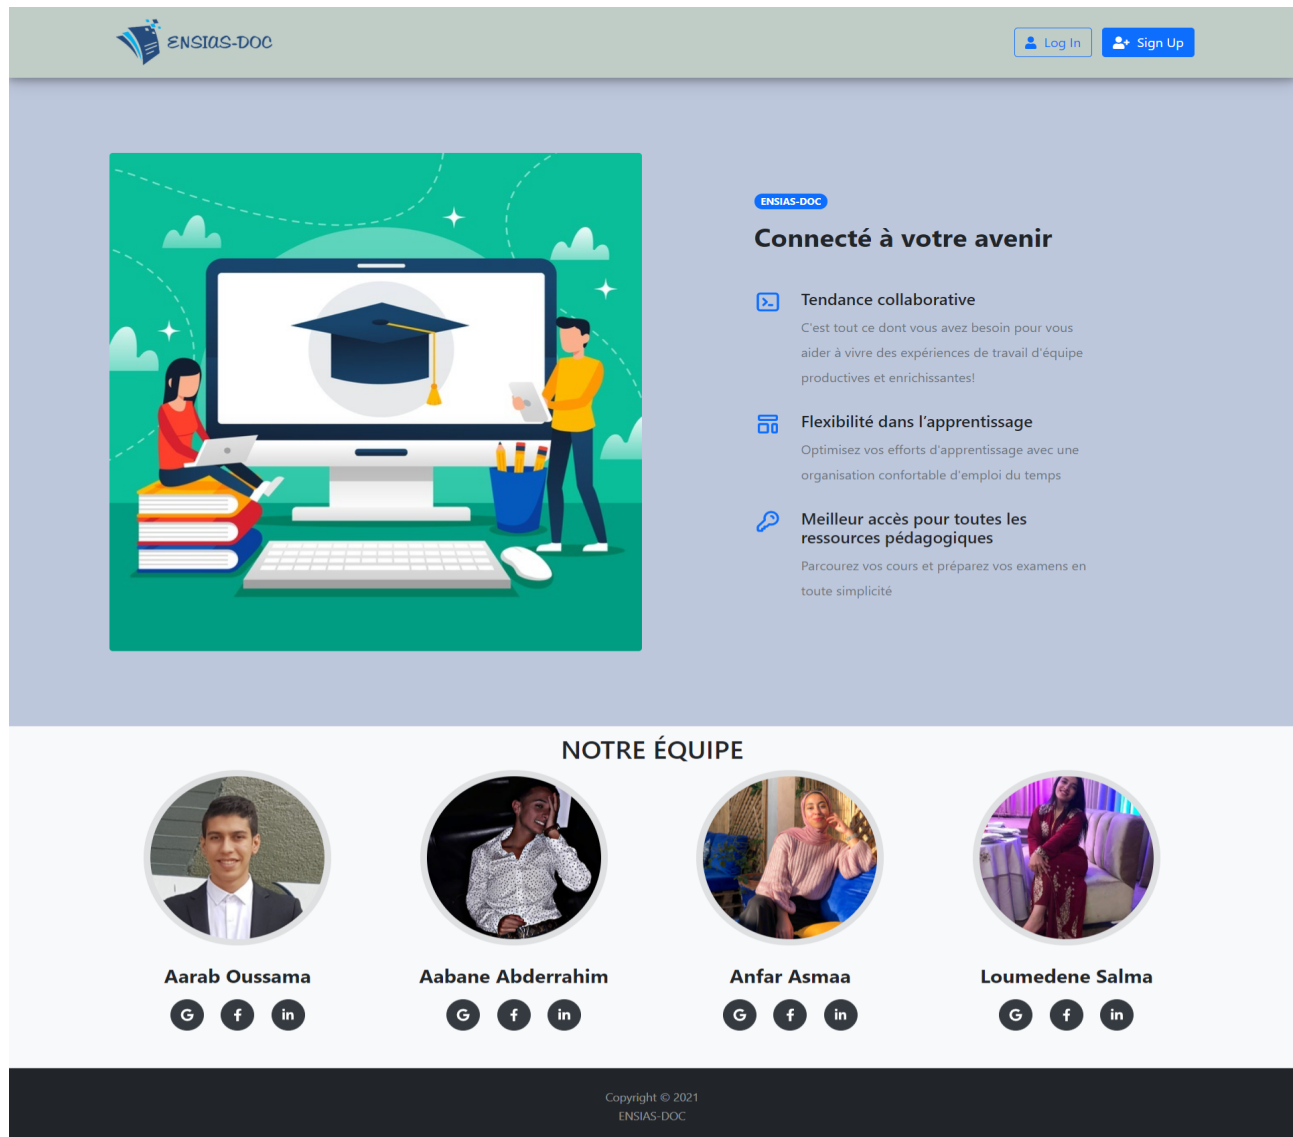 ENSIAS-DOC
Log In
Sign Up
ENSIAS-DOC
Connecté à votre avenir
Tendance collaborative
C'est tout ce dont vous avez besoin pour vous
aider à vivre des expériences de travail d'équipe
productives et enrichissantes!
Flexibilité dans l’apprentissage
Optimisez vos efforts d'apprentissage avec une
organisation confortable d'emploi du temps
Meilleur accès pour toutes les
ressources pédagogiques
Parcourez vos cours et préparez vos examens en
toute simplicité
NOTRE ÉQUIPE
Aarab Oussama
Aabane Abderrahim
Anfar Asmaa
Loumedene Salma
G f in
G f in
G f in
G f in
Copyright © 2021
ENSIAS-DOC